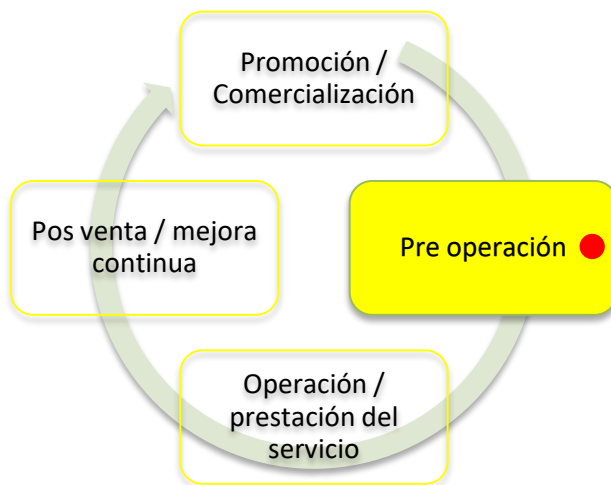 Promoción /
Comercialización
Pre operación
Operación /
prestación del
servicio
Pos venta / mejora
continua